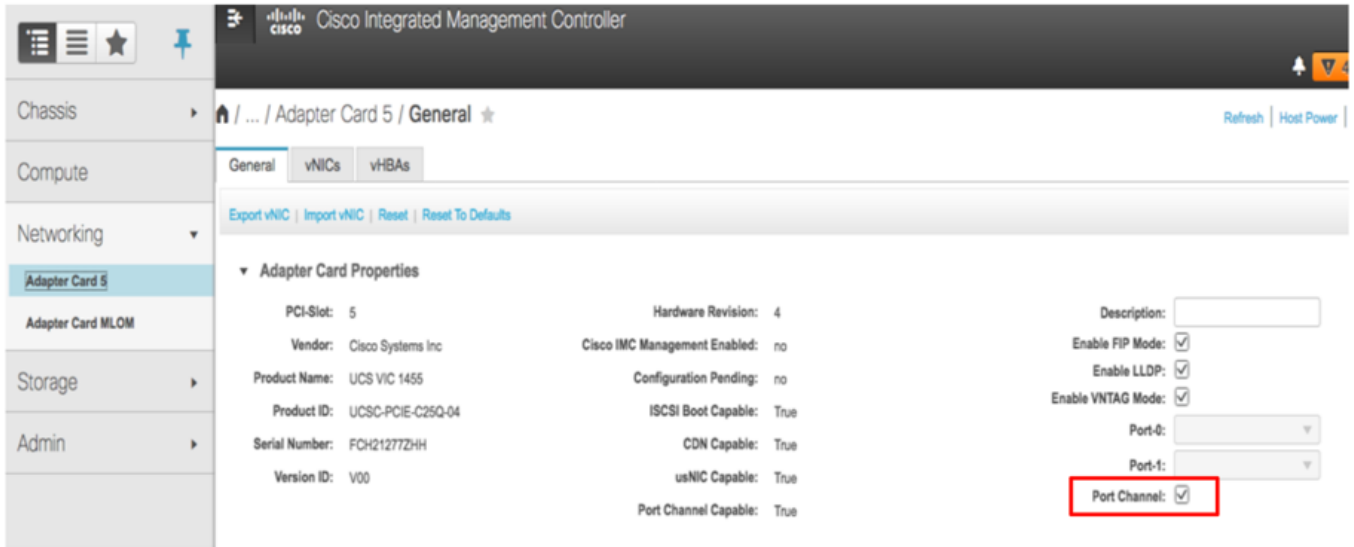 cisco Cisco Integrated Management Controller
4
Chassis
Compute
Networking
Adapter Card 5
Adapter Card MLOM
Storage
Admin
/ ... / Adapter Card 5 / General
Refresh | Host Power |
General vNICs vHBAs
Export vNIC | Import vNIC | Reset | Reset To Defaults
Adapter Card Properties
PCI-Slot: 5
Vendor: Cisco Systems Inc
Product Name: UCS VIC 1455
Product ID: UCSC-PCIE-C25Q-04
Serial Number: FCH21277ZHH
Version ID: V00
Hardware Revision: 4
Cisco IMC Management Enabled: no
Configuration Pending: no
ISCSI Boot Capable: True
CDN Capable: True
usNIC Capable: True
Port Channel Capable: True
Description:
Enable FIP Mode:
Enable LLDP:
Enable VNTAG Mode:
Port-0:
Port-1:
Port Channel: